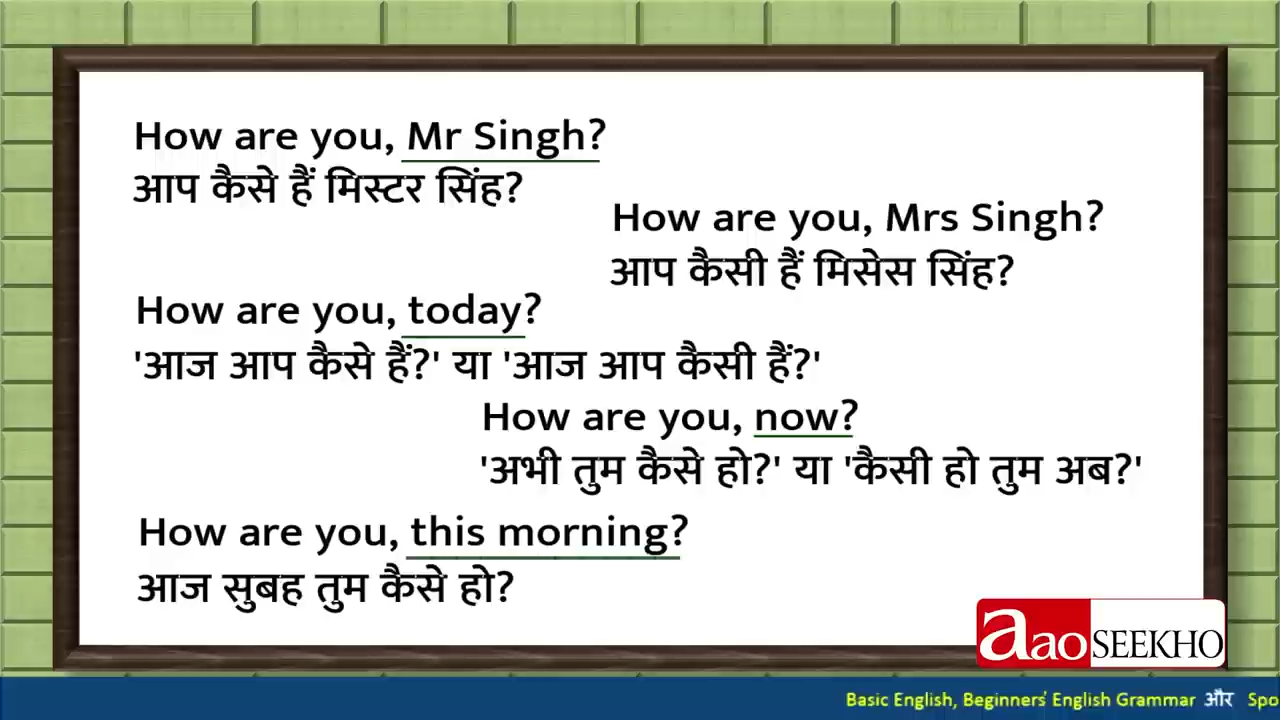 How are you, Mr Singh?
आप कैसे हैं मिस्टर सिंह?
How are you, Mrs Singh?
आप कैसी हैं मिसेस सिंह?
How are you, today?
'आज आप कैसे हैं?' या 'आज आप कैसी हैं?'
How are you, now?
'अभी तुम कैसे हो?' या 'कैसी हो तुम अब?'
How are you, this morning?
आज सुबह तुम कैसे हो?
aao SEEKHO
Basic English, Beginners' English Grammar और Spo